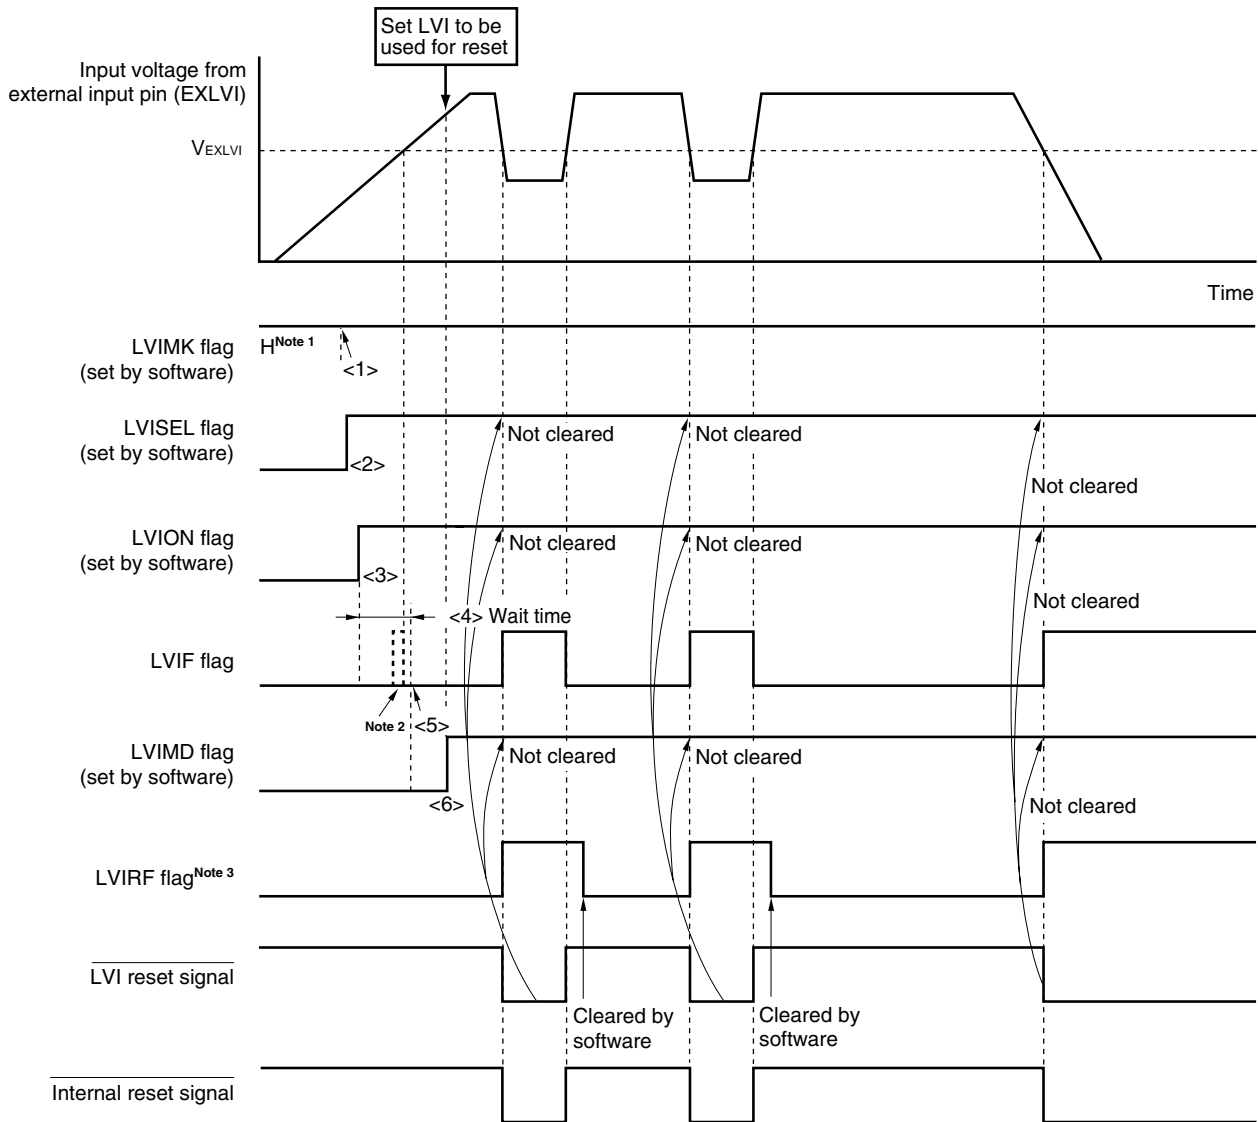 Set LVI to be
used for reset
Input voltage from
external input pin (EXLVI)
VEXLVI
Time
LVIMK flag
(set by software)
HNote 1
<1>
LVISEL flag
(set by software)
<2>
Not cleared
Not cleared
Not cleared
LVION flag
(set by software)
<3>
Not cleared
Not cleared
Not cleared
<4> Wait time
LVIF flag
Note 2
<5>
LVIMD flag
(set by software)
<6>
Not cleared
Not cleared
Not cleared
LVIRF flagNote 3
LVI reset signal
Cleared by
software
Cleared by
software
Internal reset signal